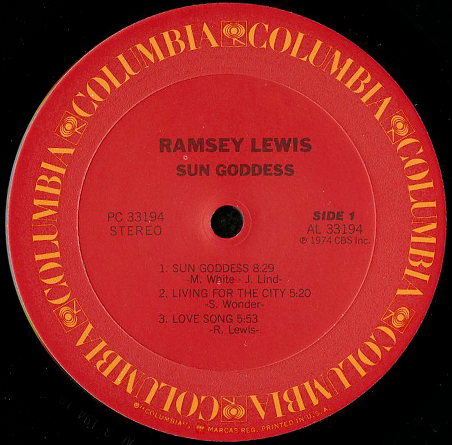 COLUMBIA COLUMBIA COLUMBIA COLUMBIA COLUMBIA COLUMBIA
RAMSEY LEWIS
SUN GODDESS
PC 33194
STEREO
SIDE 1
AL 33194
℗ 1974 CBS Inc.
1. SUN GODDESS 8:29
-M. White - J. Lind-
2. LIVING FOR THE CITY 5:20
-S. Wonder-
3. LOVE SONG 5:53
-R. Lewis-
® "COLUMBIA", MARCAS REG. PRINTED IN U.S.A.